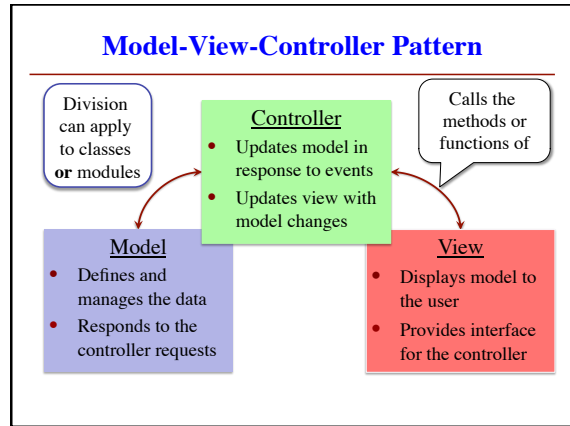 Model-View-Controller Pattern
Division
can apply
to classes
or modules
Controller
• Updates model in
response to events
• Updates view with
model changes
Calls the
methods or
functions of
Model
• Defines and
manages the data
• Responds to the
controller requests
View
• Displays model to
the user
• Provides interface
for the controller